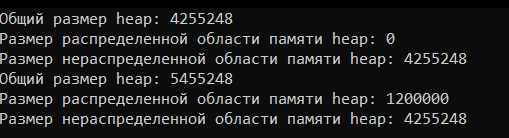 Общий размер heap: 4255248
Размер распределенной области памяти heap: 0
Размер нераспределенной области памяти heap: 4255248
Общий размер heap: 5455248
Размер распределенной области памяти heap: 1200000
Размер нераспределенной области памяти heap: 4255248